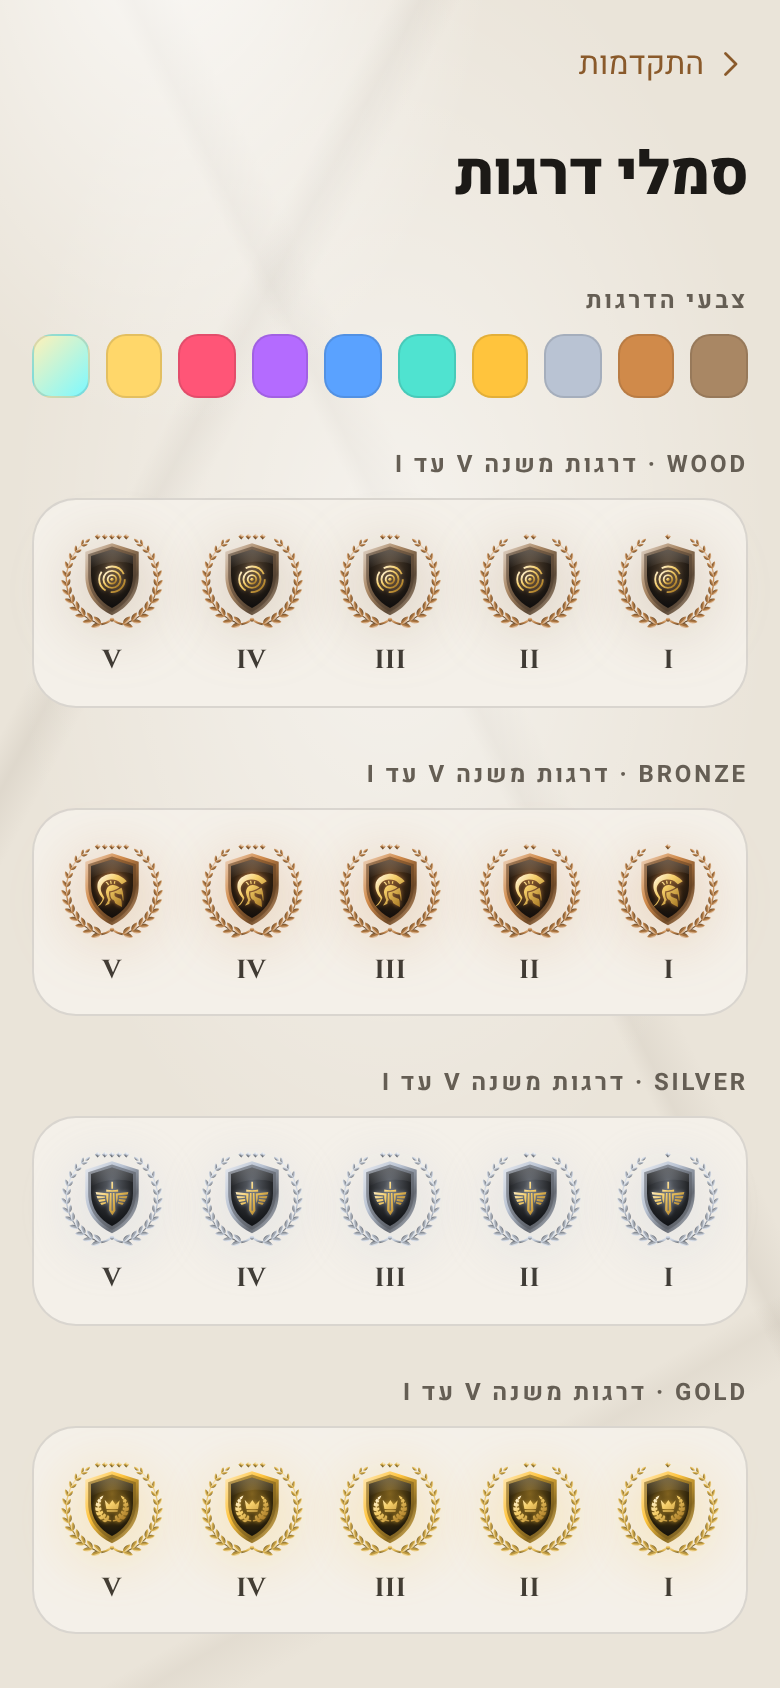 התקדמות
סמלי דרגות
צבעי הדרגות
WOOD · דרגות משנה V עד I
I II III IV V
BRONZE · דרגות משנה V עד I
I II III IV V
SILVER · דרגות משנה V עד I
I II III IV V
GOLD · דרגות משנה V עד I
I II III IV V